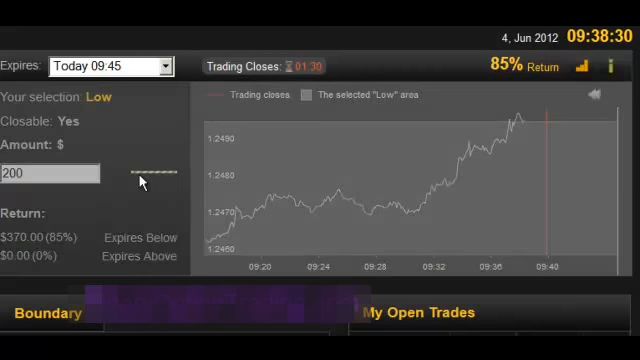 4, Jun 2012 09:38:30
Expires: Today 09:45 Trading Closes: 01:30 85% Return
Your selection: Low
Trading closes The selected "Low" area
Closable: Yes
Amount: $
200
Return:
$370.00 (85%) Expires Below
$0.00 (0%) Expires Above
1.2490
1.2480
1.2470
1.2460
09:20 09:24 09:28 09:32 09:36 09:40
Boundary
My Open Trades